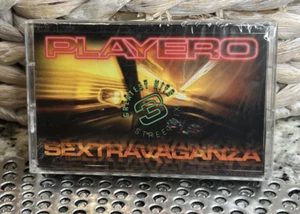 PLAYERO
GREATEST HITS
3
STREET
SEXTRAVAGANZA